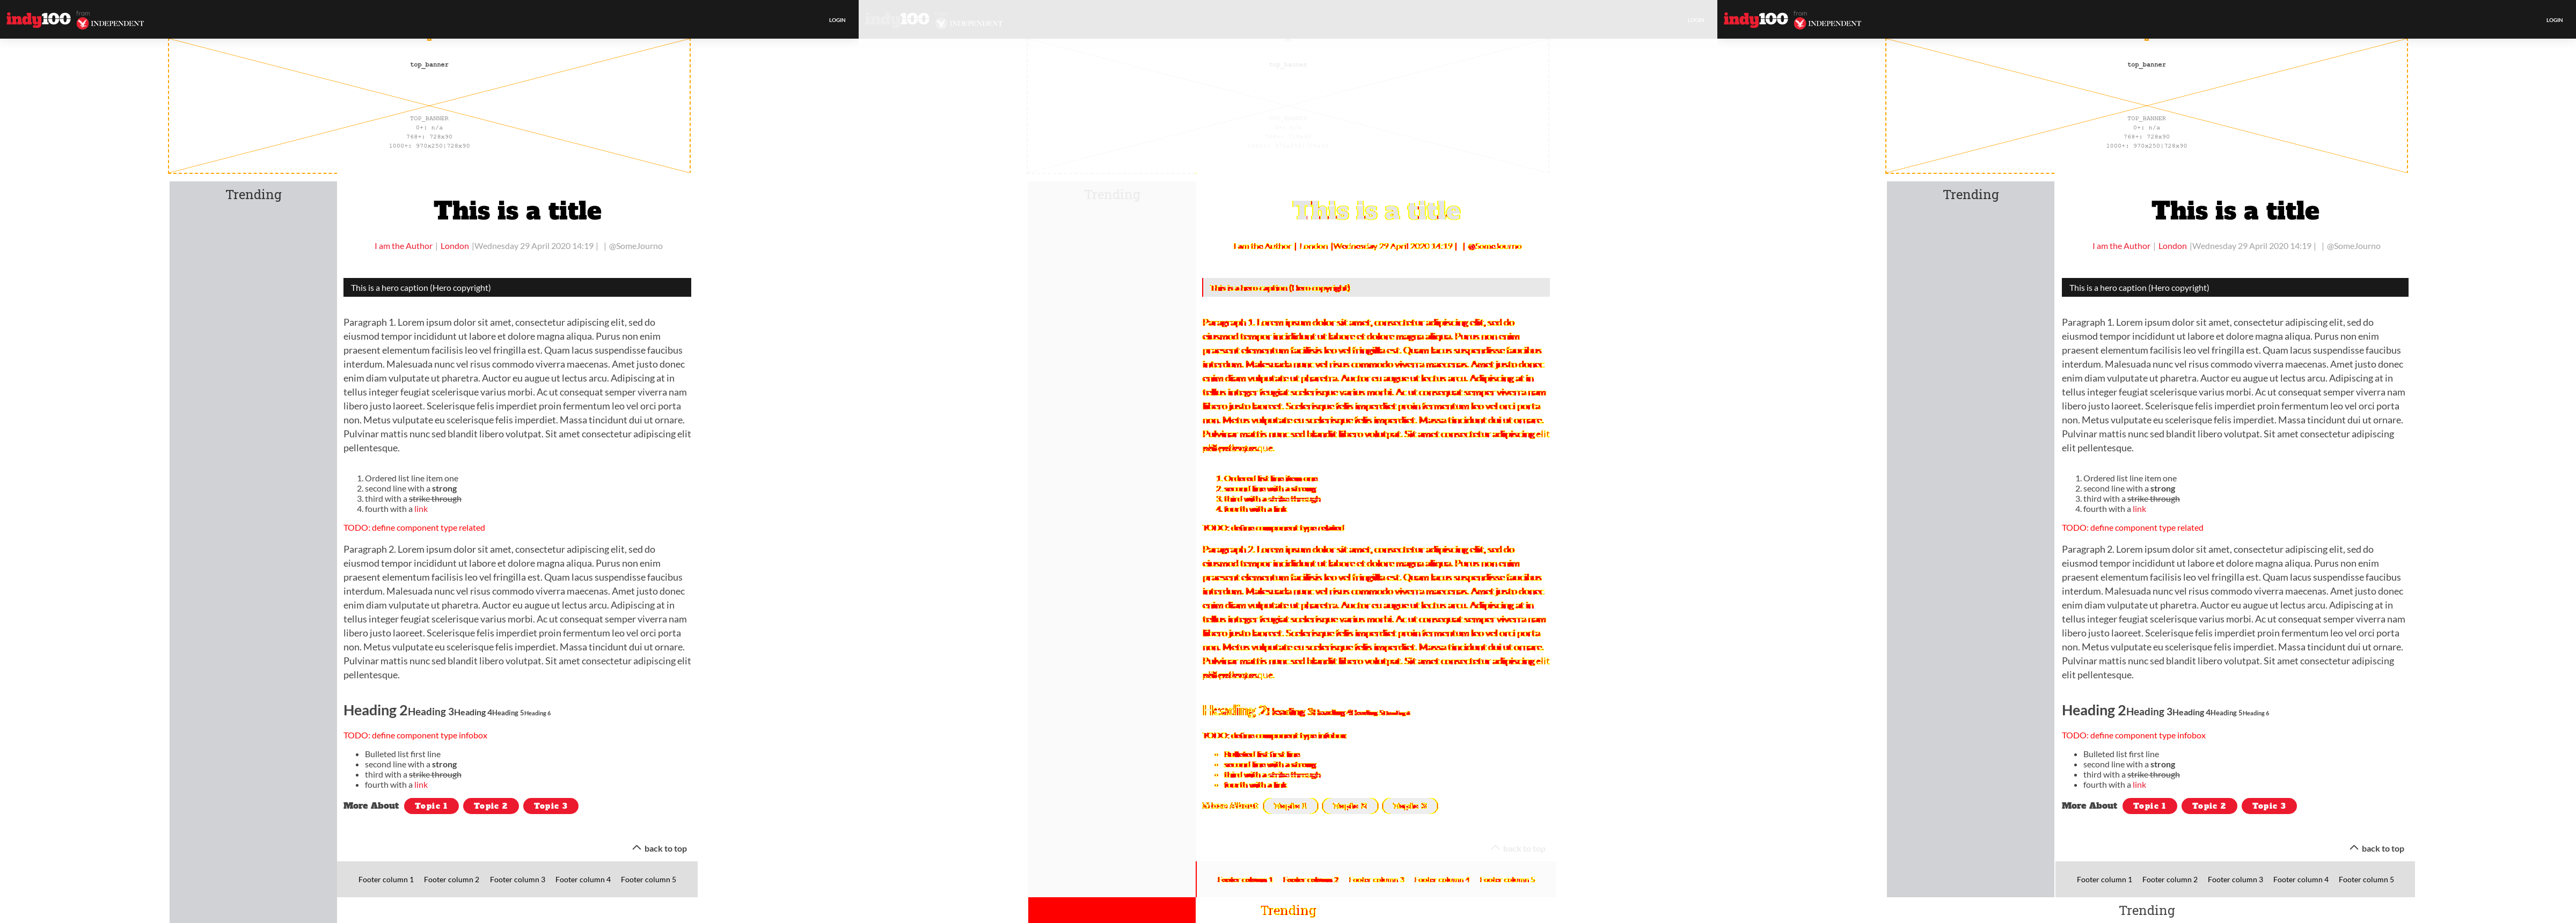 indy100 from INDEPENDENT
LOGIN
top_banner
TOP_BANNER
0+: n/a
768+: 728x90
1000+: 970x250|728x90
Trending
This is a title
I am the Author | London |Wednesday 29 April 2020 14:19 | | @SomeJourno
This is a hero caption (Hero copyright)
Paragraph 1. Lorem ipsum dolor sit amet, consectetur adipiscing elit, sed do
eiusmod tempor incididunt ut labore et dolore magna aliqua. Purus non enim
praesent elementum facilisis leo vel fringilla est. Quam lacus suspendisse faucibus
interdum. Malesuada nunc vel risus commodo viverra maecenas. Amet justo donec
enim diam vulputate ut pharetra. Auctor eu augue ut lectus arcu. Adipiscing at in
tellus integer feugiat scelerisque varius morbi. Ac ut consequat semper viverra nam
libero justo laoreet. Scelerisque felis imperdiet proin fermentum leo vel orci porta
non. Metus vulputate eu scelerisque felis imperdiet. Massa tincidunt dui ut ornare.
Pulvinar mattis nunc sed blandit libero volutpat. Sit amet consectetur adipiscing elit
pellentesque.
1. Ordered list line item one
2. second line with a strong
3. third with a strike through
4. fourth with a link
TODO: define component type related
Paragraph 2. Lorem ipsum dolor sit amet, consectetur adipiscing elit, sed do
eiusmod tempor incididunt ut labore et dolore magna aliqua. Purus non enim
praesent elementum facilisis leo vel fringilla est. Quam lacus suspendisse faucibus
interdum. Malesuada nunc vel risus commodo viverra maecenas. Amet justo donec
enim diam vulputate ut pharetra. Auctor eu augue ut lectus arcu. Adipiscing at in
tellus integer feugiat scelerisque varius morbi. Ac ut consequat semper viverra nam
libero justo laoreet. Scelerisque felis imperdiet proin fermentum leo vel orci porta
non. Metus vulputate eu scelerisque felis imperdiet. Massa tincidunt dui ut ornare.
Pulvinar mattis nunc sed blandit libero volutpat. Sit amet consectetur adipiscing elit
pellentesque.
Heading 2Heading 3Heading 4Heading 5Heading 6
TODO: define component type infobox
• Bulleted list first line
• second line with a strong
• third with a strike through
• fourth with a link
More About Topic 1 Topic 2 Topic 3
back to top
Footer column 1 Footer column 2 Footer column 3 Footer column 4 Footer column 5
indy100 INDEPENDENT
top_banner
Trending
This is a title
I am the Author | London |Wednesday 29 April 2020 14:19 | | @SomeJourno
This is a hero caption (Hero copyright)
Paragraph 1. Lorem ipsum dolor sit amet, consectetur adipiscing elit, sed do
eiusmod tempor incididunt ut labore et dolore magna aliqua. Purus non enim
praesent elementum facilisis leo vel fringilla est. Quam lacus suspendisse faucibus
interdum. Malesuada nunc vel risus commodo viverra maecenas. Amet justo donec
enim diam vulputate ut pharetra. Auctor eu augue ut lectus arcu. Adipiscing at in
tellus integer feugiat scelerisque varius morbi. Ac ut consequat semper viverra nam
libero justo laoreet. Scelerisque felis imperdiet proin fermentum leo vel orci porta
non. Metus vulputate eu scelerisque felis imperdiet. Massa tincidunt dui ut ornare.
Pulvinar mattis nunc sed blandit libero volutpat. Sit amet consectetur adipiscing elit
1. Ordered list line item one
2. second line with a strong
3. third with a strike through
4. fourth with a link
TODO: define component type related
Paragraph 2. Lorem ipsum dolor sit amet, consectetur adipiscing elit, sed do
eiusmod tempor incididunt ut labore et dolore magna aliqua. Purus non enim
praesent elementum facilisis leo vel fringilla est. Quam lacus suspendisse faucibus
interdum. Malesuada nunc vel risus commodo viverra maecenas. Amet justo donec
enim diam vulputate ut pharetra. Auctor eu augue ut lectus arcu. Adipiscing at in
tellus integer feugiat scelerisque varius morbi. Ac ut consequat semper viverra nam
libero justo laoreet. Scelerisque felis imperdiet proin fermentum leo vel orci porta
non. Metus vulputate eu scelerisque felis imperdiet. Massa tincidunt dui ut ornare.
Pulvinar mattis nunc sed blandit libero volutpat. Sit amet consectetur adipiscing elit
Heading 2Heading 3Heading 4Heading 5Heading 6
TODO: define component type infobox
Bulleted list first line
second line with a strong
third with a strike through
fourth with a link
More About Topic 1 Topic 2 Topic 3
back to top
Footer column 1 Footer column 2 Footer column 3 Footer column 4 Footer column 5
Trending
indy100 from INDEPENDENT
LOGIN
top_banner
TOP_BANNER
0+: n/a
768+: 728x90
1000+: 970x250|728x90
Trending
This is a title
I am the Author | London |Wednesday 29 April 2020 14:19 | | @SomeJourno
This is a hero caption (Hero copyright)
Paragraph 1. Lorem ipsum dolor sit amet, consectetur adipiscing elit, sed do
eiusmod tempor incididunt ut labore et dolore magna aliqua. Purus non enim
praesent elementum facilisis leo vel fringilla est. Quam lacus suspendisse faucibus
interdum. Malesuada nunc vel risus commodo viverra maecenas. Amet justo donec
enim diam vulputate ut pharetra. Auctor eu augue ut lectus arcu. Adipiscing at in
tellus integer feugiat scelerisque varius morbi. Ac ut consequat semper viverra nam
libero justo laoreet. Scelerisque felis imperdiet proin fermentum leo vel orci porta
non. Metus vulputate eu scelerisque felis imperdiet. Massa tincidunt dui ut ornare.
Pulvinar mattis nunc sed blandit libero volutpat. Sit amet consectetur adipiscing
elit pellentesque.
1. Ordered list line item one
2. second line with a strong
3. third with a strike through
4. fourth with a link
TODO: define component type related
Paragraph 2. Lorem ipsum dolor sit amet, consectetur adipiscing elit, sed do
eiusmod tempor incididunt ut labore et dolore magna aliqua. Purus non enim
praesent elementum facilisis leo vel fringilla est. Quam lacus suspendisse faucibus
interdum. Malesuada nunc vel risus commodo viverra maecenas. Amet justo donec
enim diam vulputate ut pharetra. Auctor eu augue ut lectus arcu. Adipiscing at in
tellus integer feugiat scelerisque varius morbi. Ac ut consequat semper viverra nam
libero justo laoreet. Scelerisque felis imperdiet proin fermentum leo vel orci porta
non. Metus vulputate eu scelerisque felis imperdiet. Massa tincidunt dui ut ornare.
Pulvinar mattis nunc sed blandit libero volutpat. Sit amet consectetur adipiscing
elit pellentesque.
Heading 2Heading 3Heading 4Heading 5Heading 6
TODO: define component type infobox
• Bulleted list first line
• second line with a strong
• third with a strike through
• fourth with a link
More About Topic 1 Topic 2 Topic 3
back to top
Footer column 1 Footer column 2 Footer column 3 Footer column 4 Footer column 5
Trending